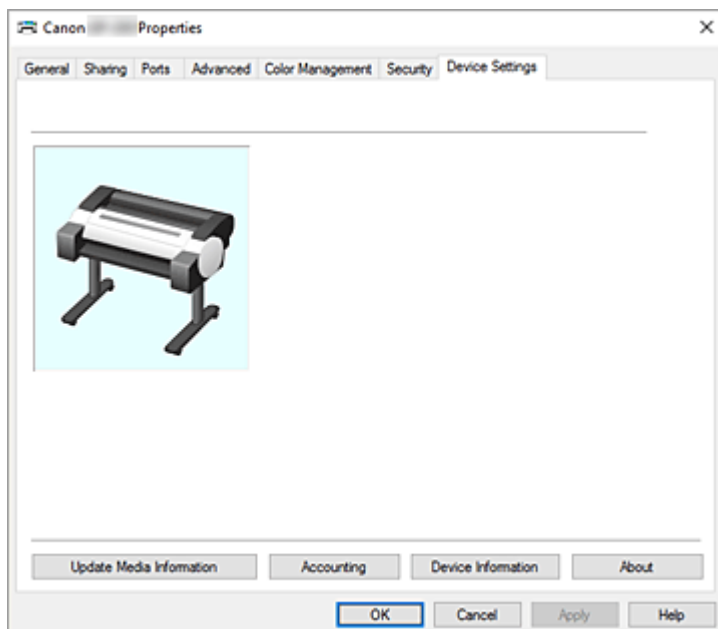 Canon Properties
General Sharing Ports Advanced Color Management Security Device Settings
Update Media Information Accounting Device Information About
OK Cancel Apply Help